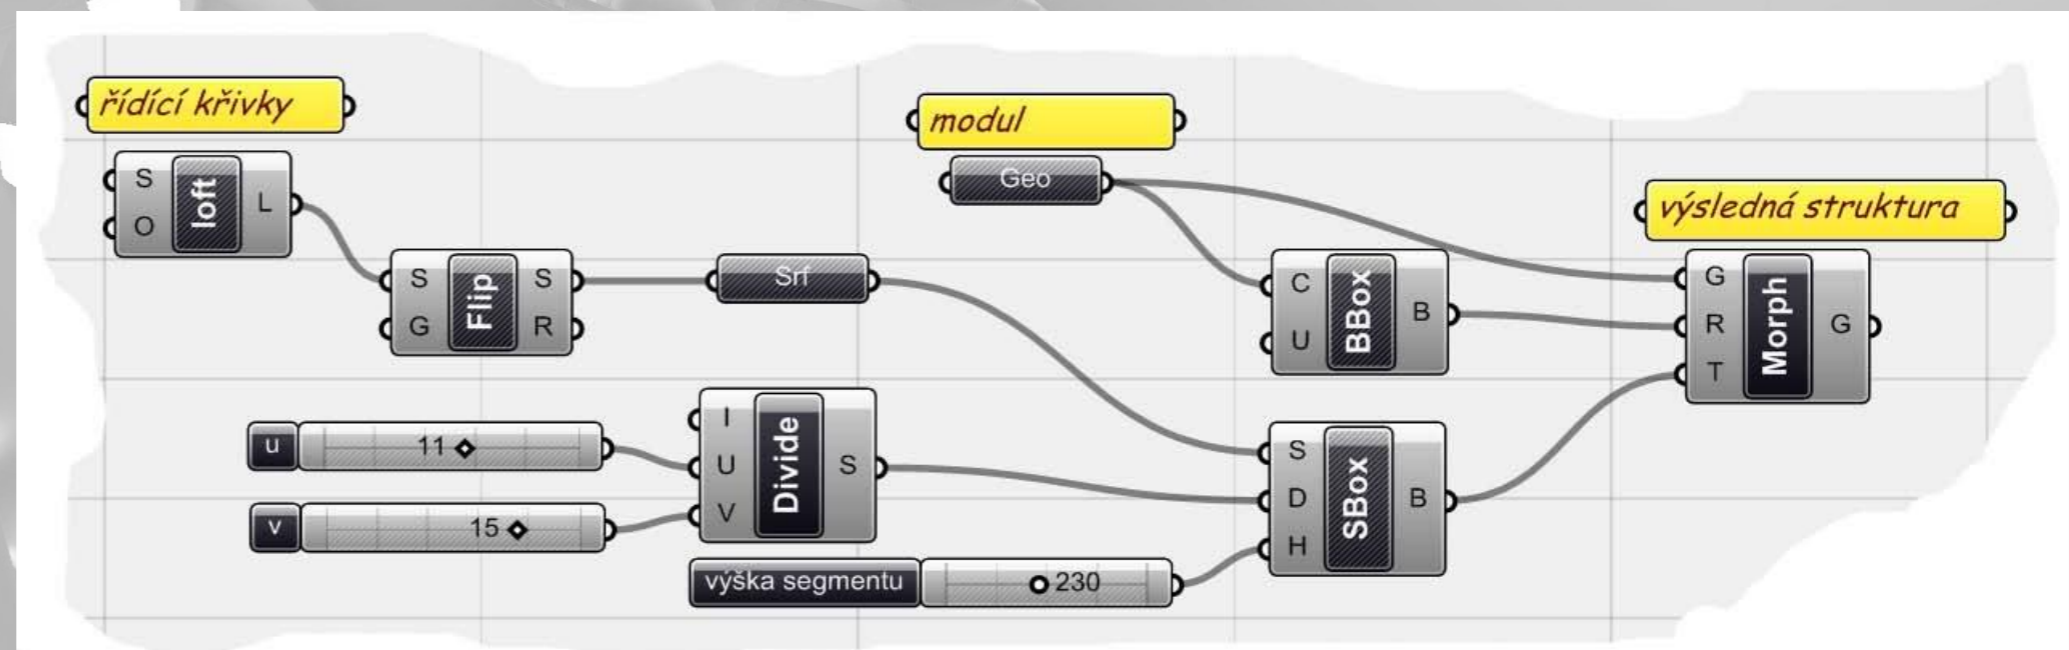 řídící křivky
S
O
loft
L
S
G
Flip
S
R
Srf
modul
Geo
C
U
BBox
B
výsledná struktura
G
R
T
Morph
G
u
11
v
15
I
U
V
Divide
S
výška segmentu
230
S
D
H
SBox
B